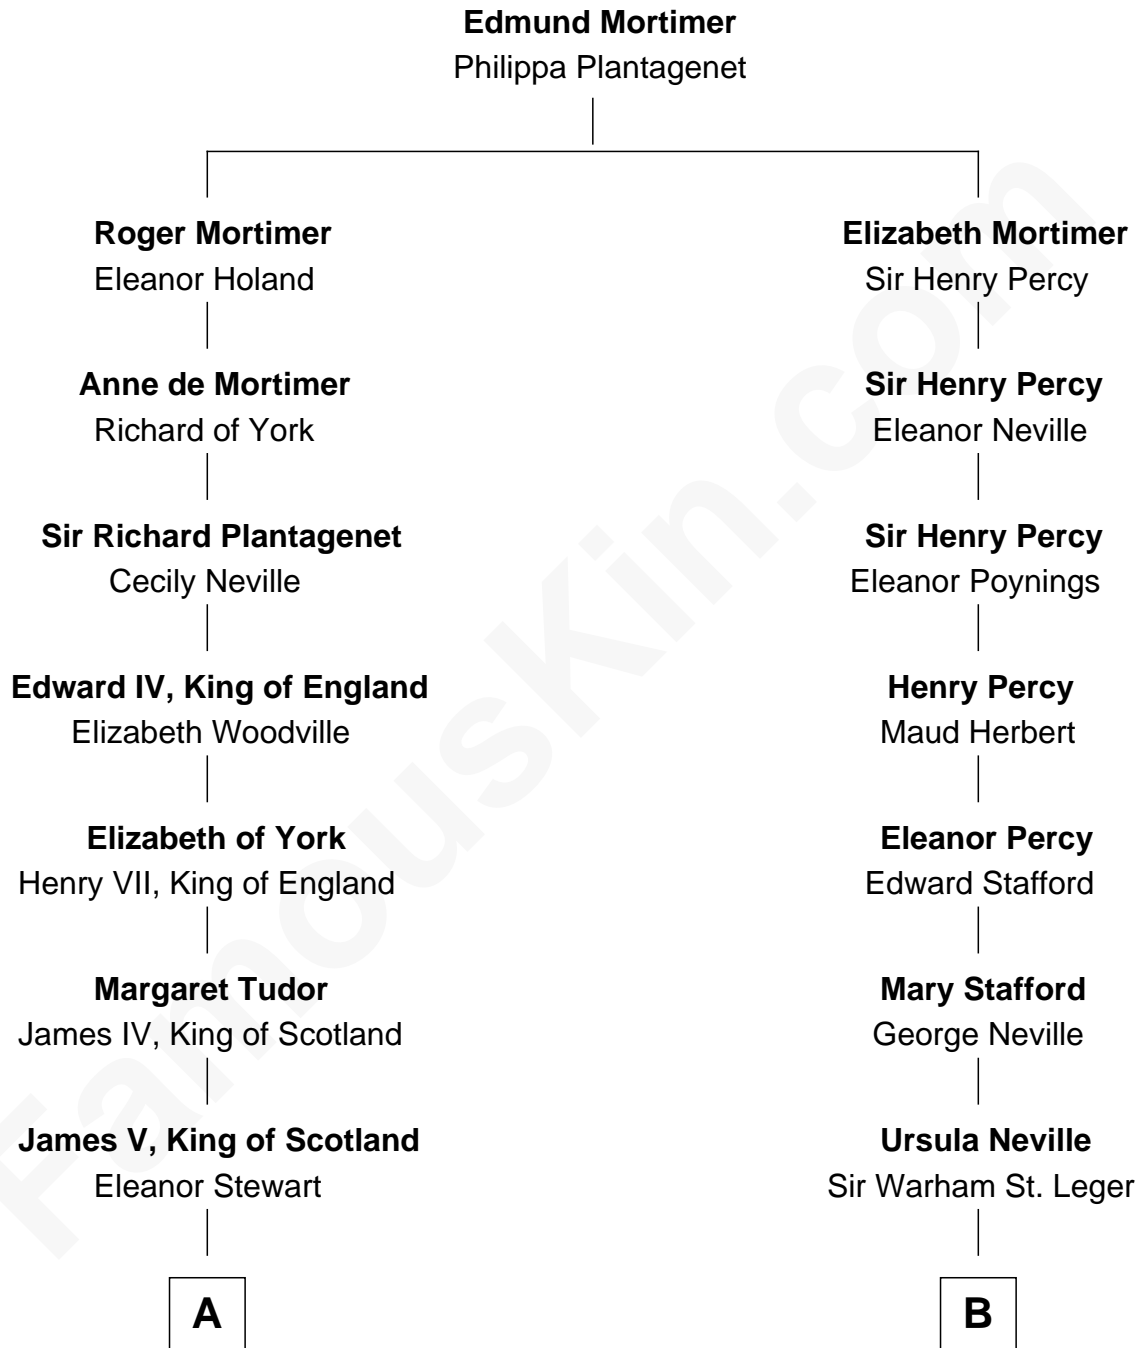 Edmund Mortimer
Philippa Plantagenet
Roger Mortimer
Eleanor Holand
Anne de Mortimer
Richard of York
Sir Richard Plantagenet
Cecily Neville
Edward IV, King of England
Elizabeth Woodville
Elizabeth of York
Henry VII, King of England
Margaret Tudor
James IV, King of Scotland
James V, King of Scotland
Eleanor Stewart
A
Elizabeth Mortimer
Sir Henry Percy
Sir Henry Percy
Eleanor Neville
Sir Henry Percy
Eleanor Poynings
Henry Percy
Maud Herbert
Eleanor Percy
Edward Stafford
Mary Stafford
George Neville
Ursula Neville
Sir Warham St. Leger
B
FamousKin.com